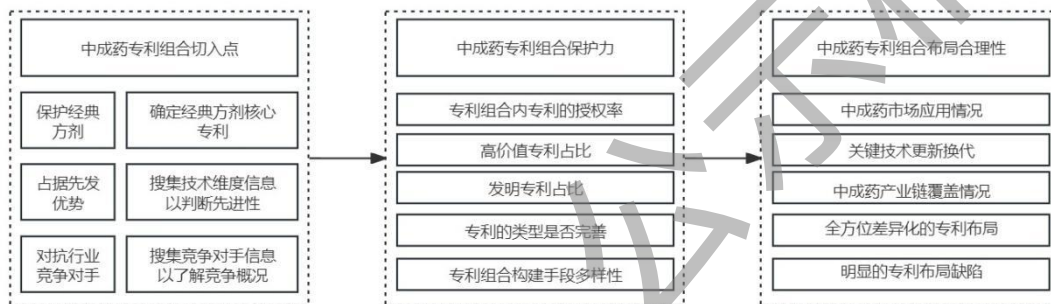 中成药专利组合切入点
保护经典
方剂
确定经典方剂核心
专利
占据先发
优势
搜集技术维度信息
以判断先进性
对抗行业
竞争对手
搜集竞争对手信息
以了解竞争概况
中成药专利组合保护力
专利组合内专利的授权率
高价值专利占比
发明专利占比
专利的类型是否完善
专利组合构建手段多样性
中成药专利组合布局合理性
中成药市场应用情况
关键技术更新换代
中成药产业链覆盖情况
全方位差异化的专利布局
明显的专利布局缺陷
公示